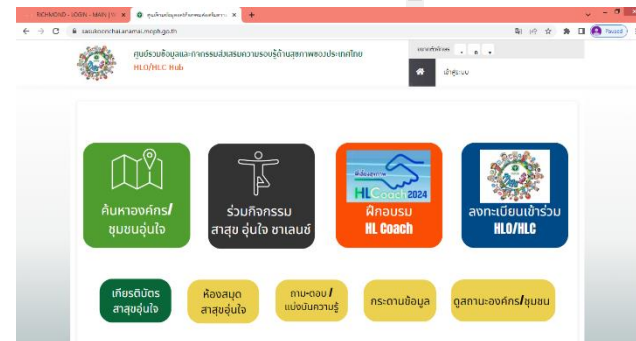 RICHMOND - LOGIN - MAIN
sasukoonchai.anamai.moph.go.th
Paused
ศูนย์รวมข้อมูลและกิจกรรมส่งเสริมความรอบรู้ด้านสุขภาพของประเทศไทย
HLO/HLC Hub
เข้าสู่ระบบ
HL Coach 2024
ค้นหาองค์กร/
ชุมชนอุ่นใจ
ร่วมกิจกรรม
สาสุข อุ่นใจ ชาเลนช์
ฝึกอบรม
HL Coach
ลงทะเบียนเข้าร่วม
HLO/HLC
เกียรติบัตร
สาสุขอุ่นใจ
ห้องสมุด
สาสุขอุ่นใจ
ถาม-ตอบ /
แบ่งปันความรู้
กระดานข้อมูล
ดูสถานะองค์กร/ชุมชน